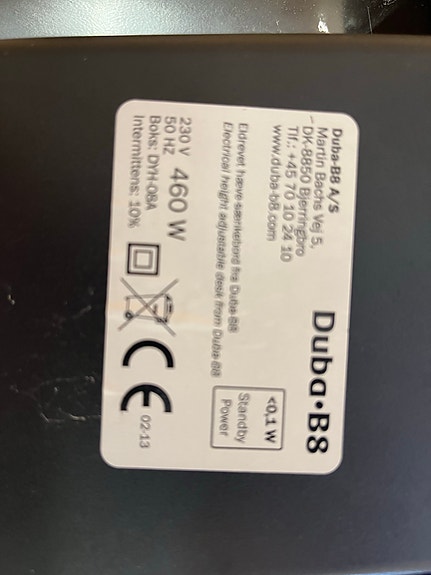 Duba-B8 A/S
Martin Bachs Vej 5,
DK-8850 Bjerringbro
Tlf.: +45 70 10 24 10
www.duba-b8.com
Duba•B8
Eldrevet hæve sænkebord fra Duba-B8
Electrical height adjustable desk from Duba-B8
<0,1 W
Standby
Power
230 V 460 W
50 HZ
Boks: DYH-08A
Intermittens: 10%
CE 02-13